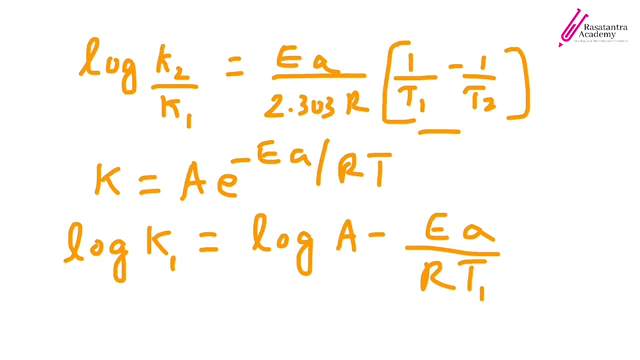 Rasatantra
Academy
log K₂/K₁ = Ea/2.303 R [1/T₁ - 1/T₂]
K = A e^-Ea/RT
log K₁ = log A - Ea/RT₁